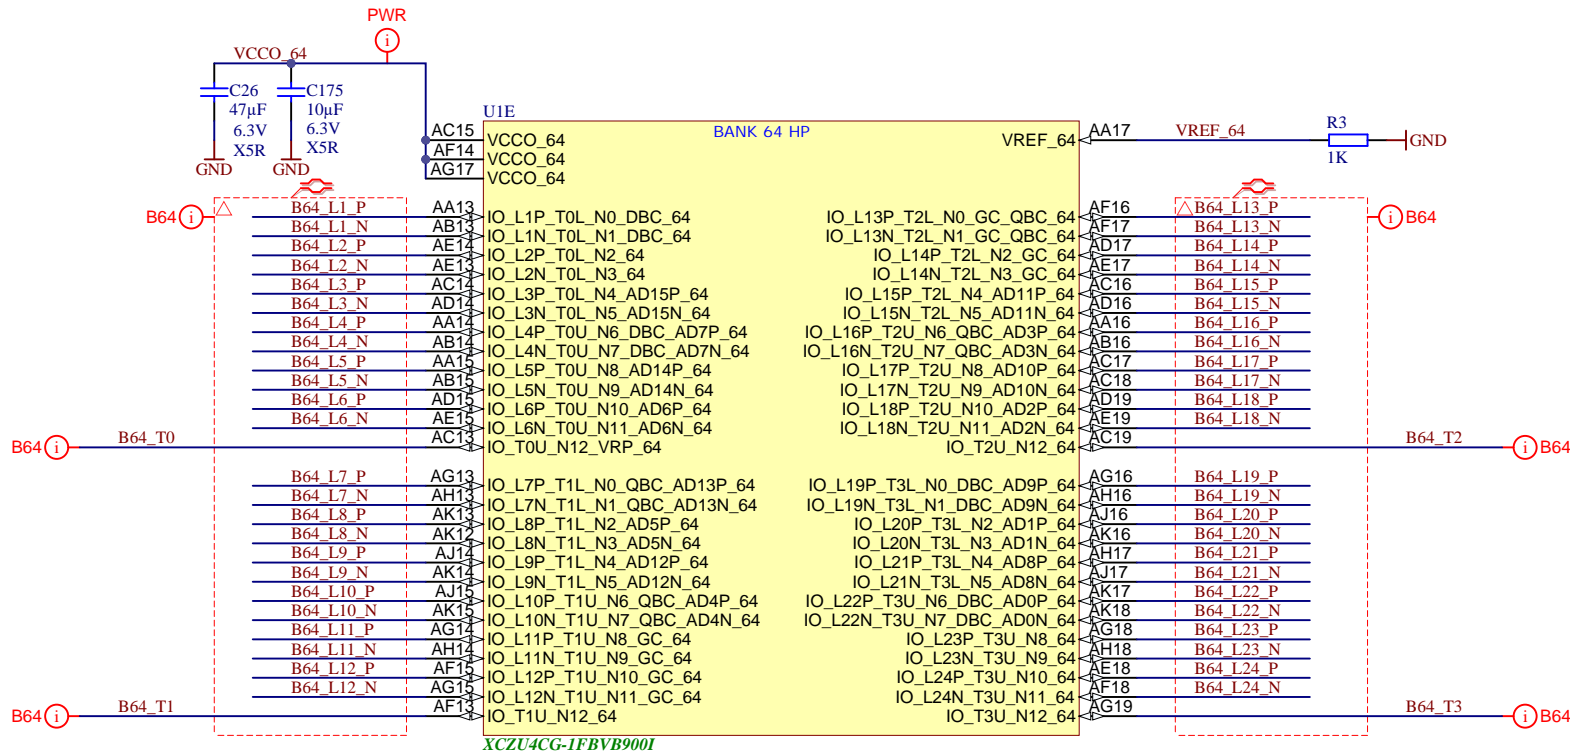 PWR
VCCO_64
C26
47µF
6.3V
X5R
GND
C175
10µF
6.3V
X5R
GND
U1E
BANK 64 HP
AC15 VCCO_64
AF14 VCCO_64
AG17 VCCO_64
VREF_64 AA17 VREF_64
R3
1K
GND
B64
B64_L1_P AA13 IO_L1P_T0L_N0_DBC_64
B64_L1_N AB13 IO_L1N_T0L_N1_DBC_64
B64_L2_P AE14 IO_L2P_T0L_N2_64
B64_L2_N AE13 IO_L2N_T0L_N3_64
B64_L3_P AC14 IO_L3P_T0L_N4_AD15P_64
B64_L3_N AD14 IO_L3N_T0L_N5_AD15N_64
B64_L4_P AA14 IO_L4P_T0U_N6_DBC_AD7P_64
B64_L4_N AB14 IO_L4N_T0U_N7_DBC_AD7N_64
B64_L5_P AA15 IO_L5P_T0U_N8_AD14P_64
B64_L5_N AB15 IO_L5N_T0U_N9_AD14N_64
B64_L6_P AD15 IO_L6P_T0U_N10_AD6P_64
B64_L6_N AE15 IO_L6N_T0U_N11_AD6N_64
B64 B64_T0 AC13 IO_T0U_N12_VRP_64
B64_L7_P AG13 IO_L7P_T1L_N0_QBC_AD13P_64
B64_L7_N AH13 IO_L7N_T1L_N1_QBC_AD13N_64
B64_L8_P AK13 IO_L8P_T1L_N2_AD5P_64
B64_L8_N AK12 IO_L8N_T1L_N3_AD5N_64
B64_L9_P AJ14 IO_L9P_T1L_N4_AD12P_64
B64_L9_N AK14 IO_L9N_T1L_N5_AD12N_64
B64_L10_P AJ15 IO_L10P_T1U_N6_QBC_AD4P_64
B64_L10_N AK15 IO_L10N_T1U_N7_QBC_AD4N_64
B64_L11_P AG14 IO_L11P_T1U_N8_GC_64
B64_L11_N AH14 IO_L11N_T1U_N9_GC_64
B64_L12_P AF15 IO_L12P_T1U_N10_GC_64
B64_L12_N AG15 IO_L12N_T1U_N11_GC_64
B64 B64_T1 AF13 IO_T1U_N12_64
IO_L13P_T2L_N0_GC_QBC_64 AF16 B64_L13_P
B64
IO_L13N_T2L_N1_GC_QBC_64 AF17 B64_L13_N
IO_L14P_T2L_N2_GC_64 AD17 B64_L14_P
IO_L14N_T2L_N3_GC_64 AE17 B64_L14_N
IO_L15P_T2L_N4_AD11P_64 AC16 B64_L15_P
IO_L15N_T2L_N5_AD11N_64 AD16 B64_L15_N
IO_L16P_T2U_N6_QBC_AD3P_64 AA16 B64_L16_P
IO_L16N_T2U_N7_QBC_AD3N_64 AB16 B64_L16_N
IO_L17P_T2U_N8_AD10P_64 AC17 B64_L17_P
IO_L17N_T2U_N9_AD10N_64 AC18 B64_L17_N
IO_L18P_T2U_N10_AD2P_64 AD19 B64_L18_P
IO_L18N_T2U_N11_AD2N_64 AE19 B64_L18_N
IO_T2U_N12_64 AC19 B64_T2 B64
IO_L19P_T3L_N0_DBC_AD9P_64 AG16 B64_L19_P
IO_L19N_T3L_N1_DBC_AD9N_64 AH16 B64_L19_N
IO_L20P_T3L_N2_AD1P_64 AJ16 B64_L20_P
IO_L20N_T3L_N3_AD1N_64 AK16 B64_L20_N
IO_L21P_T3L_N4_AD8P_64 AH17 B64_L21_P
IO_L21N_T3L_N5_AD8N_64 AJ17 B64_L21_N
IO_L22P_T3U_N6_DBC_AD0P_64 AK17 B64_L22_P
IO_L22N_T3U_N7_DBC_AD0N_64 AK18 B64_L22_N
IO_L23P_T3U_N8_64 AG18 B64_L23_P
IO_L23N_T3U_N9_64 AH18 B64_L23_N
IO_L24P_T3U_N10_64 AE18 B64_L24_P
IO_L24N_T3U_N11_64 AF18 B64_L24_N
IO_T3U_N12_64 AG19 B64_T3 B64
XCZU4CG-1FBVB900I